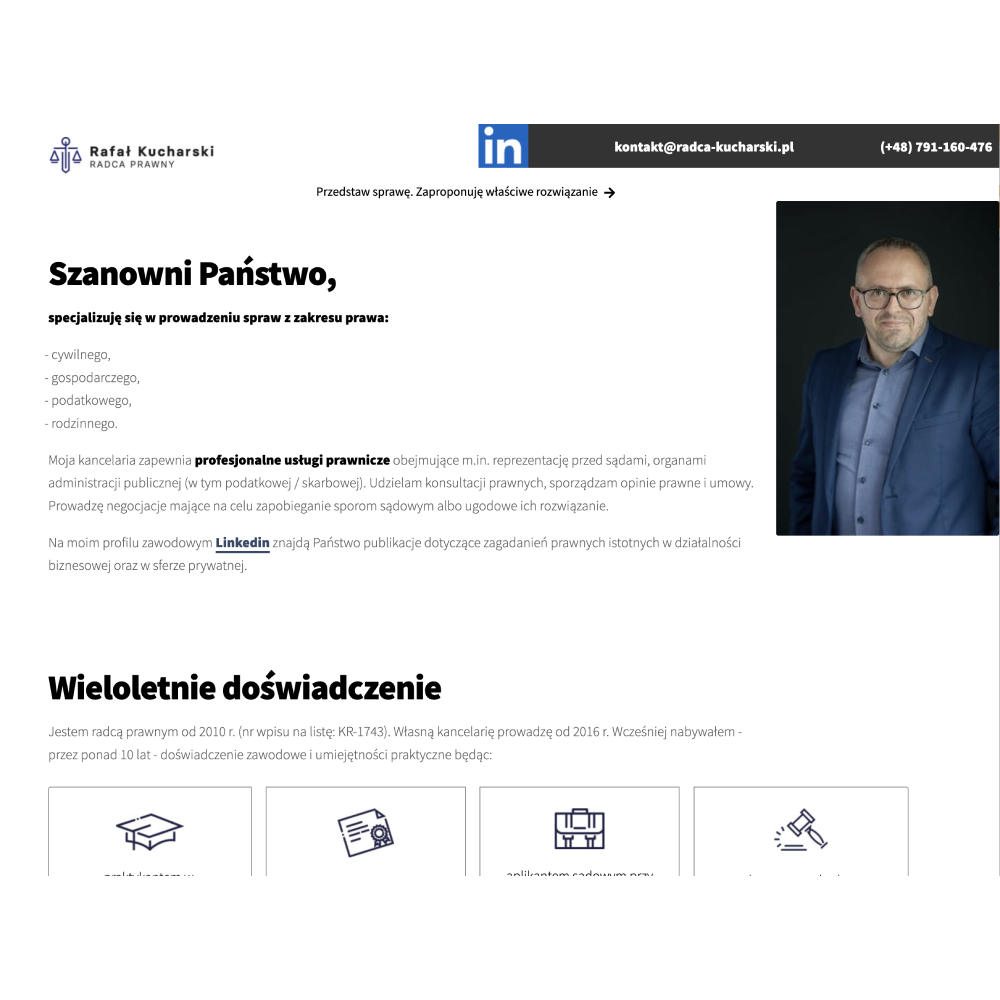 Rafał Kucharski
RADCA PRAWNY
in
kontakt@radca-kucharski.pl
(+48) 791-160-476
Przedstaw sprawę. Zaproponuję właściwe rozwiązanie →
Szanowni Państwo,
specjalizuję się w prowadzeniu spraw z zakresu prawa:
- cywilnego,
- gospodarczego,
- podatkowego,
- rodzinnego.
Moja kancelaria zapewnia profesjonalne usługi prawnicze obejmujące m.in. reprezentację przed sądami, organami
administracji publicznej (w tym podatkowej / skarbowej). Udzielam konsultacji prawnych, sporządzam opinie prawne i umowy.
Prowadzę negocjacje mające na celu zapobieganie sporom sądowym albo ugodowe ich rozwiązanie.
Na moim profilu zawodowym Linkedin znajdą Państwo publikacje dotyczące zagadanień prawnych istotnych w działalności
biznesowej oraz w sferze prywatnej.
Wieloletnie doświadczenie
Jestem radcą prawnym od 2010 r. (nr wpisu na listę: KR-1743). Własną kancelarię prowadzę od 2016 r. Wcześniej nabywałem -
przez ponad 10 lat - doświadczenie zawodowe i umiejętności praktyczne będąc:
aplikantem sądowym przy